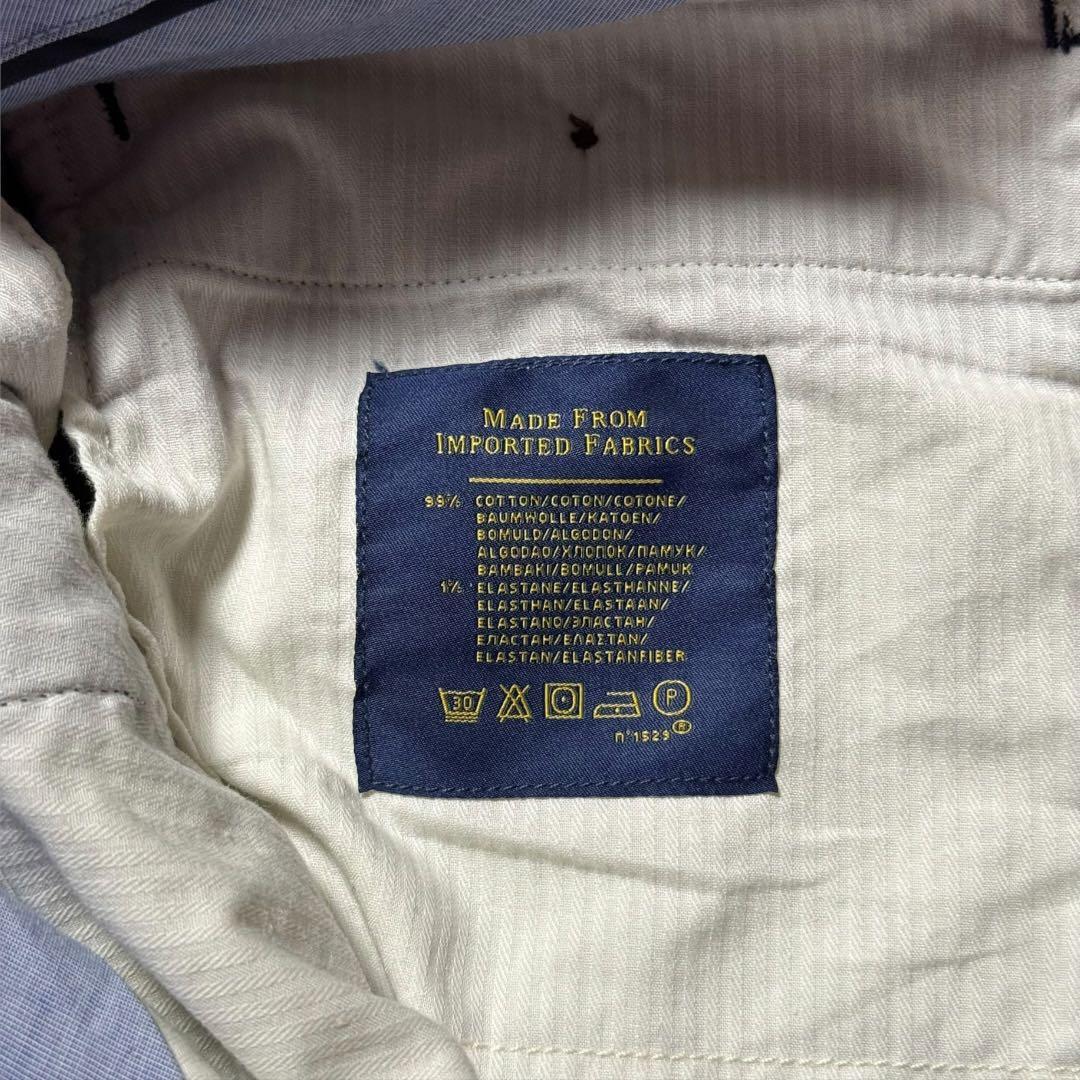 MADE FROM
IMPORTED FABRICS
99% COTTON/COTON/COTONE/
BAUMWOLLE/KATOEN/
BOMULD/ALGODON/
ALGODAO/ХЛОПОК/ПАМУК/
BAMBAKI/BOMULL/PAMUK
1% ELASTANE/ELASTHANNE/
ELASTHAN/ELASTAAN/
ELASTANO/ЭЛАСТАН/
ЕЛАСТАН/ΕΛΑΣΤΑΝ/
ELASTAN/ELASTANFIBER
30 P
n°1529 ®